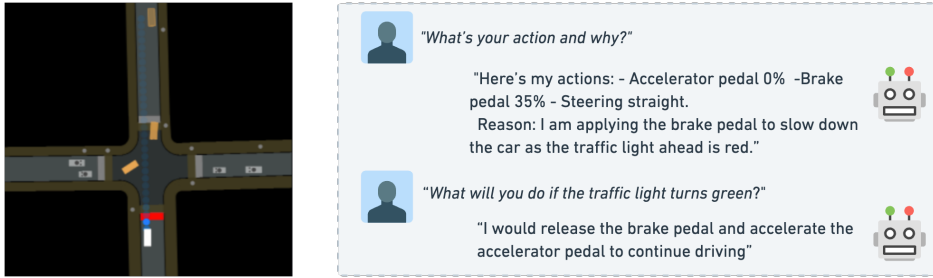 "What's your action and why?"
"Here's my actions: - Accelerator pedal 0% -Brake
pedal 35% - Steering straight.
Reason: I am applying the brake pedal to slow down
the car as the traffic light ahead is red.”
“What will you do if the traffic light turns green?"
“I would release the brake pedal and accelerate the
accelerator pedal to continue driving”